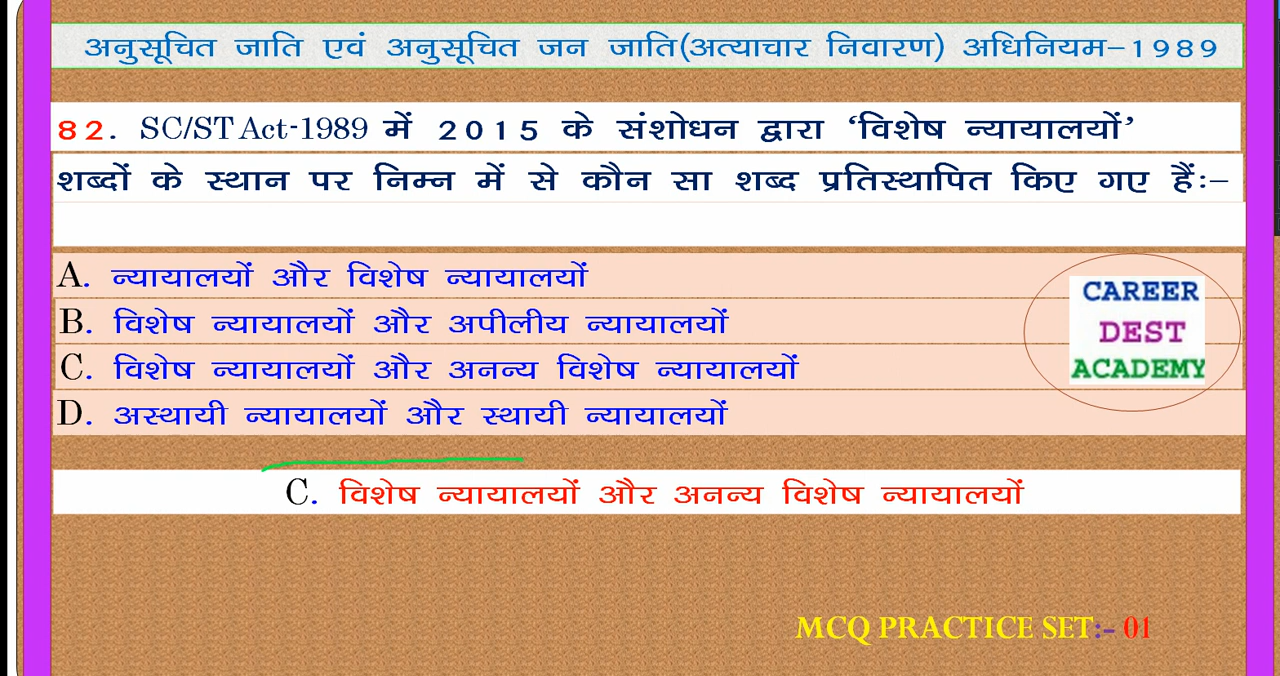 अनुसूचित जाति एवं अनुसूचित जन जाति(अत्याचार निवारण) अधिनियम–1989
82. SC/ST Act-1989 में 2015 के संशोधन द्वारा ‘विशेष न्यायालयों’
शब्दों के स्थान पर निम्न में से कौन सा शब्द प्रतिस्थापित किए गए हैंः–
A. न्यायालयों और विशेष न्यायालयों
B. विशेष न्यायालयों और अपीलीय न्यायालयों
C. विशेष न्यायालयों और अनन्य विशेष न्यायालयों
D. अस्थायी न्यायालयों और स्थायी न्यायालयों
CAREER
DEST
ACADEMY
C. विशेष न्यायालयों और अनन्य विशेष न्यायालयों
MCQ PRACTICE SET:- 01